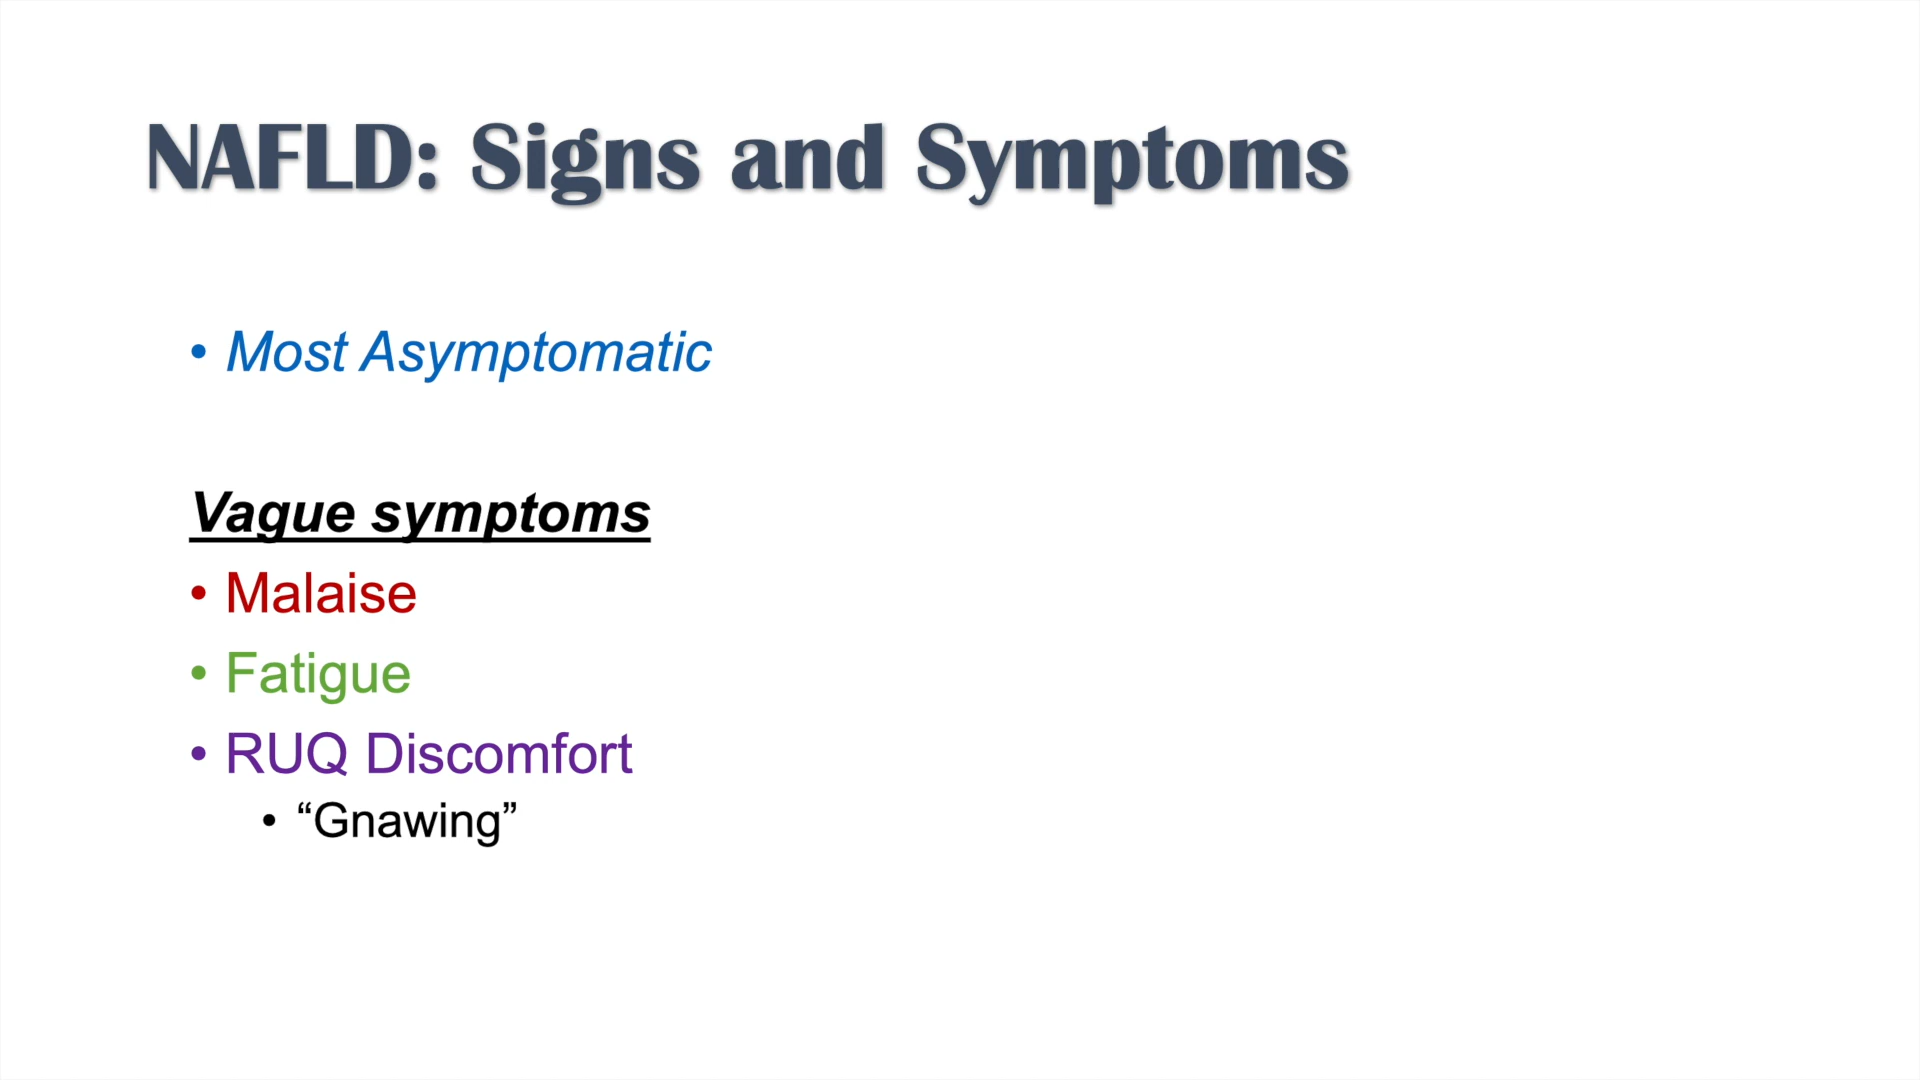 NAFLD: Signs and Symptoms
• Most Asymptomatic
Vague symptoms
• Malaise
• Fatigue
• RUQ Discomfort
• “Gnawing”